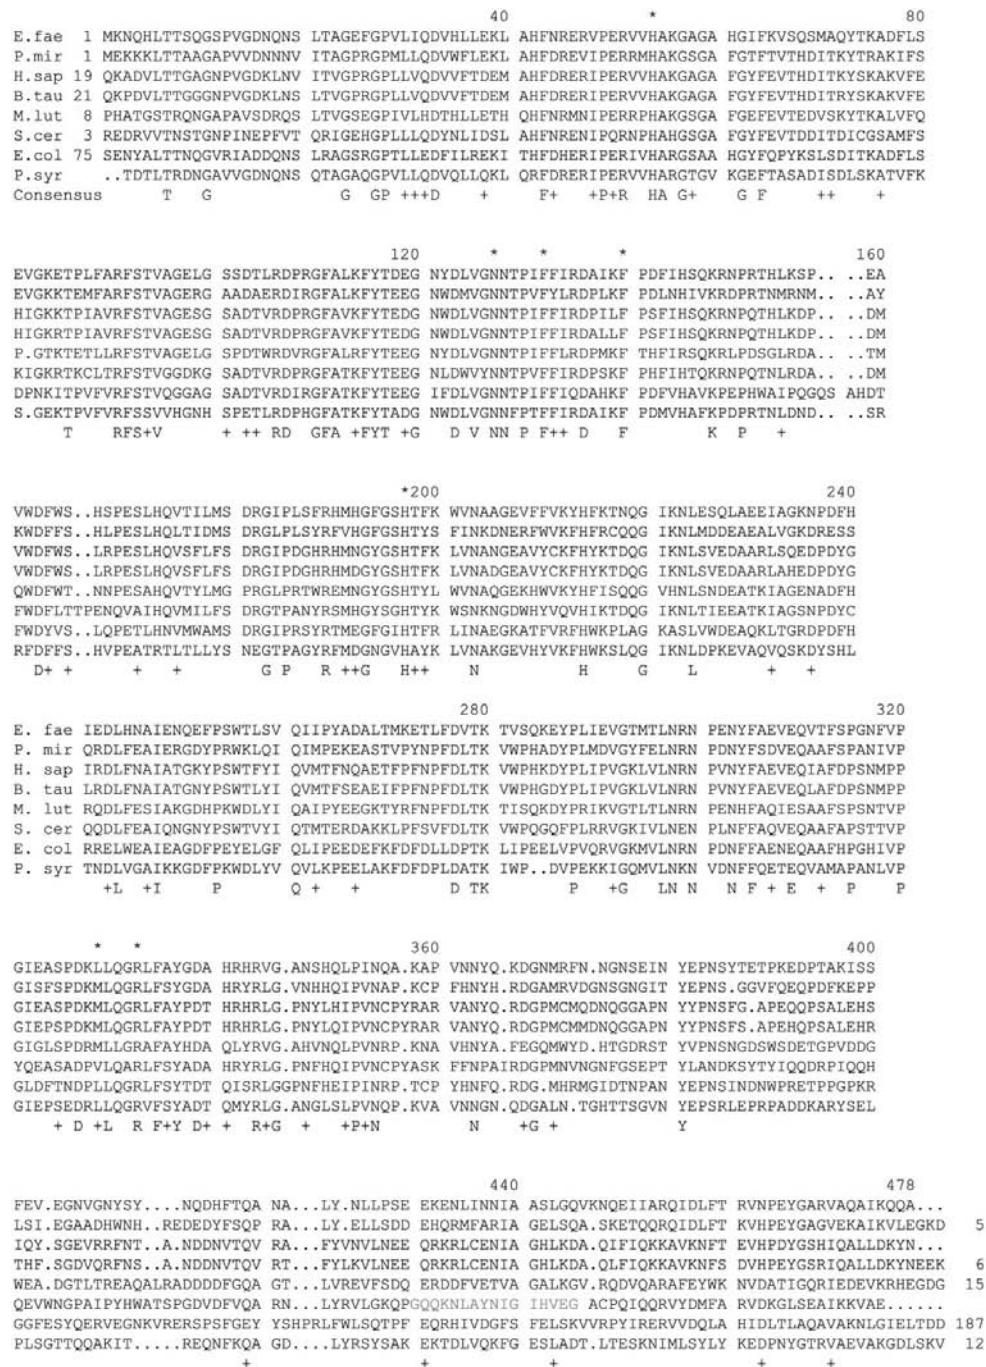 40 * 80
E.fae 1 MKNQHLTTSQGSPVGDNQNS LTAGEFGPVLIQDVHLLEKL AHFNRERVPERVVHAKGAGA HGIFKVSQSMAQYTKADFLS
P.mir 1 MEKKKLTTAAGAPVVDNNNV ITAGPRGPMLLQDVWFLEKL AHFDREVIPERRMHAKGSGA FGTFTVTHDITKYTRAKIFS
H.sap 19 QKADVLTTGAGNPVGDKLNV ITVGPRGPLLVQDVVFTDEM AHFDRERIPERVVHAKGAGA FGYFEVTHDITKYSKAKVFE
B.tau 21 QKPDVLTTGGGNPVGDKLNS LTVGPRGPLLVQDVVFTDEM AHFDRERIPERVVHAKGAGA FGYFEVTHDITRYSKAKVFE
M.lut 8 PHATGSTRQNGAPAVSDRQS LTVGSEGPIVLHDTHLLETH QHFNRMNIPERRPHAKGSGA FGEFEVTEDVSKYTKALVFQ
S.cer 3 REDRVVTNSTGNPINEPFVT QRIGEHGPLLLQDYNLIDSL AHFNRENIPQRNPHAHGSGA FGYFEVTDDITDICGSAMFS
E.col 75 SENYALTTNQGVRIADDQNS LRAGSRGPTLLEDFILREKI THFDHERIPERIVHARGSAA HGYFQPYKSLSDITKADFLS
P.syr ..TDTLTRDNGAVVGDNQNS QTAGAQGPVLLQDVQLLQKL QRFDRERIPERVVHARGTGV KGEFTASADISDLSKATVFK
Consensus T G G GP +++D + F+ +P+R HA G+ G F ++ +
120 * * * 160
EVGKETPLFARFSTVAGELG SSDTLRDPRGFALKFYTDEG NYDLVGNNTPIFFIRDAIKF PDFIHSQKRNPRTHLKSP.. ..EA
EVGKKTEMFARFSTVAGERG AADAERDIRGFALKFYTEEG NWDMVGNNTPVFYLRDPLKF PDLNHIVKRDPRTNMRNM.. ..AY
HIGKKTPIAVRFSTVAGESG SADTVRDPRGFAVKFYTEDG NWDLVGNNTPIFFIRDPILF PSFIHSQKRNPQTHLKDP.. ..DM
HIGKRTPIAVRFSTVAGESG SADTVRDPRGFAVKFYTEDG NWDLVGNNTPIFFIRDALLF PSFIHSQKRNPQTHLKDP.. ..DM
P.GTKTETLLRFSTVAGELG SPDTWRDVRGFALRFYTEEG NYDLVGNNTPIFFLRDPMKF THFIRSQKRLPDSGLRDA.. ..TM
KIGKRTKCLTRFSTVGGDKG SADTVRDPRGFATKFYTEEG NLDWVYNNTPVFFIRDPSKF PHFIHTQKRNPQTNLRDA.. ..DM
DPNKITPVFVRFSTVQGGAG SADTVRDIRGFATKFYTEEG IFDLVGNNTPIFFIQDAHKF PDFVHAVKPEPHWAIPQGQS AHDT
S.GEKTPVFVRFSSVVHGNH SPETLRDPHGFATKFYTADG NWDLVGNNFPTFFIRDAIKF PDMVHAFKPDPRTNLDND.. ..SR
T RFS+V + ++ RD GFA +FYT +G D V NN P F++ D F K P +
*200 240
VWDFWS..HSPESLHQVTILMS DRGIPLSFRHMHGFGSHTFK WVNAAGEVFFVKYHFKTNQG IKNLESQLAEEIAGKNPDFH
KWDFFS..HLPESLHQLTIDMS DRGLPLSYRFVHGFGSHTYS FINKDNERFWVKFHFRCQQG IKNLMDDEAEALVGKDRESS
VWDFWS..LRPESLHQVSFLFS DRGIPDGHRHMNGYGSHTFK LVNANGEAVYCKFHYKTDQG IKNLSVEDAARLSQEDPDYG
VWDFWS..LRPESLHQVSFLFS DRGIPDGHRHMDGYGSHTFK LVNADGEAVYCKFHYKTDQG IKNLSVEDAARLAHEDPDYG
QWDFWT..NNPESAHQVTYLMG PRGLPRTWREMNGYGSHTYL WVNAQGEKHWVKYHFISQQG VHNLSNDEATKIAGENADFH
FWDFLTTPENQVAIHQVMILFS DRGTPANYRSMHGYSGHTYK WSNKNGDWHYVQVHIKTDQG IKNLTIEEATKIAGSNPDYC
FWDYVS..LQPETLHNVMWAMS DRGIPRSYRTMEGFGIHTFR LINAEGKATFVRFHWKPLAG KASLVWDEAQKLTGRDPDFH
RFDFFS..HVPEATRTLTLLYS NEGTPAGYRFMDGNGVHAYK LVNAKGEVHYVKFHWKSLQG IKNLDPKEVAQVQSKDYSHL
D+ + + + G P R ++G H++ N H G L + +
280 320
E. fae IEDLHNAIENQEFPSWTLSV QIIPYADALTMKETLFDVTK TVSQKEYPLIEVGTMTLNRN PENYFAEVEQVTFSPGNFVP
P. mir QRDLFEAIERGDYPRWKLQI QIMPEKEASTVPYNPFDLTK VWPHADYPLMDVGYFELNRN PDNYFSDVEQAAFSPANIVP
H. sap IRDLFNAIATGKYPSWTFYI QVMTFNQAETFPFNPFDLTK VWPHKDYPLIPVGKLVLNRN PVNYFAEVEQIAFDPSNMPP
B. tau LRDLFNAIATGNYPSWTLYI QVMTFSEAEIFPFNPFDLTK VWPHGDYPLIPVGKLVLNRN PVNYFAEVEQLAFDPSNMPP
M. lut RQDLFESIAKGDHPKWDLYI QAIPYEEGKTYRFNPFDLTK TISQKDYPRIKVGTLTLNRN PENHFAQIESAAFSPSNTVP
S. cer QQDLFEAIQNGNYPSWTVYI QTMTERDAKKLPFSVFDLTK VWPQGQFPLRRVGKIVLNEN PLNFFAQVEQAAFAPSTTVP
E. col RRELWEAIEAGDFPEYELGF QLIPEEDEFKFDFDLLDPTK LIPEELVPVQRVGKMVLNRN PDNFFAENEQAAFHPGHIVP
P. syr TNDLVGAIKKGDFPKWDLYV QVLKPEELAKFDFDPLDATK IWP..DVPEKKIGQMVLNKN VDNFFQETEQVAMAPANLVP
+L +I P Q + + D TK P +G LN N N F + E + P P
* * 360 400
GIEASPDKLLQGRLFAYGDA HRHRVG.ANSHQLPINQA.KAP VNNYQ.KDGNMRFN.NGNSEIN YEPNSYTETPKEDPTAKISS
GISFSPDKMLQGRLFSYGDA HRYRLG.VNHHQIPVNAP.KCP FHNYH.RDGAMRVDGNSGNGIT YEPNS.GGVFQEQPDFKEPP
GIEASPDKMLQGRLFAYPDT HRHRLG.PNYLHIPVNCPYRAR VANYQ.RDGPMCMQDNQGGAPN YYPNSFG.APEQQPSALEHS
GIEPSPDKMLQGRLFAYPDT HRHRLG.PNYLQIPVNCPYRAR VANYQ.RDGPMCMMDNQGGAPN YYPNSFS.APEHQPSALEHR
GIGLSPDRMLLGRAFAYHDA QLYRVG.AHVNQLPVNRP.KNA VHNYA.FEGQMWYD.HTGDRST YVPNSNGDSWSDETGPVDDG
YQEASADPVLQARLFSYADA HRYRLG.PNFHQIPVNCPYASK FFNPAIRDGPMNVNGNFGSEPT YLANDKSYTYIQQDRPIQQH
GLDFTNDPLLQGRLFSYTDT QISRLGGPNFHEIPINRP.TCP YHNFQ.RDG.MHRMGIDTNPAN YEPNSINDNWPRETPPGPKR
GIEPSEDRLLQGRVFSYADT QMYRLG.ANGLSLPVNQP.KVA VNNGN.QDGALN.TGHTTSGVN YEPSRLEPRPADDKARYSEL
+ D +L R F+Y D+ + R+G + +P+N N +G + Y
440 478
FEV.EGNVGNYSY....NQDHFTQA NA...LY.NLLPSEE EKENLINNIA ASLGQVKNQEIIARQIDLFT RVNPEYGARVAQAIKQQA...
LSI.EGAADHWNH..REDEDYFSQP RA...LY.ELLSDD EHQRMFARIA GELSQA.SKETQQRQIDLFT KVHPEYGAGVEKAIKVLEGKD 5
IQY.SGEVRRFNT..A.NDDNVTQV RA...FYVNVLNEE QRKRLCENIA GHLKDA.QIFIQKKAVKNFT EVHPDYGSHIQALLDKYN...
THF.SGDVQRFNS..A.NDDNVTQV RT...FYLKVLNEE QRKRLCENIA GHLKDA.QLFIQKKAVKNFS DVHPEYGSRIQALLDKYNEEK 6
WEA.DGTLTREAQALRADDDDFGQA GT...LVREVFSDQ ERDDFVETVA GALKGV.RQDVQARAFEYWK NVDATIGQRIEDEVKRHEGDG 15
QEVWNGPAIPYHWATSPGDVDFVQA RN...LYRVLGKQPGQQKNLAYNIG IHVEG ACPQIQQRVYDMFA RVDKGLSEAIKKVAE......
GGFESYQERVEGNKVRERSPSFGEY YSHPRLFWLSQTPF EQRHIVDGFS FELSKVVRPYIRERVVDQLA HIDLTLAQAVAKNLGIELTDD 187
PLSGTTQQAKIT....REQNFKQA GD...LYRSYSAK EKTDLVQKFG ESLADT.LTESKNIMLSYLY KEDPNYGTRVAEVAKGDLSKV 12
+ + + + +